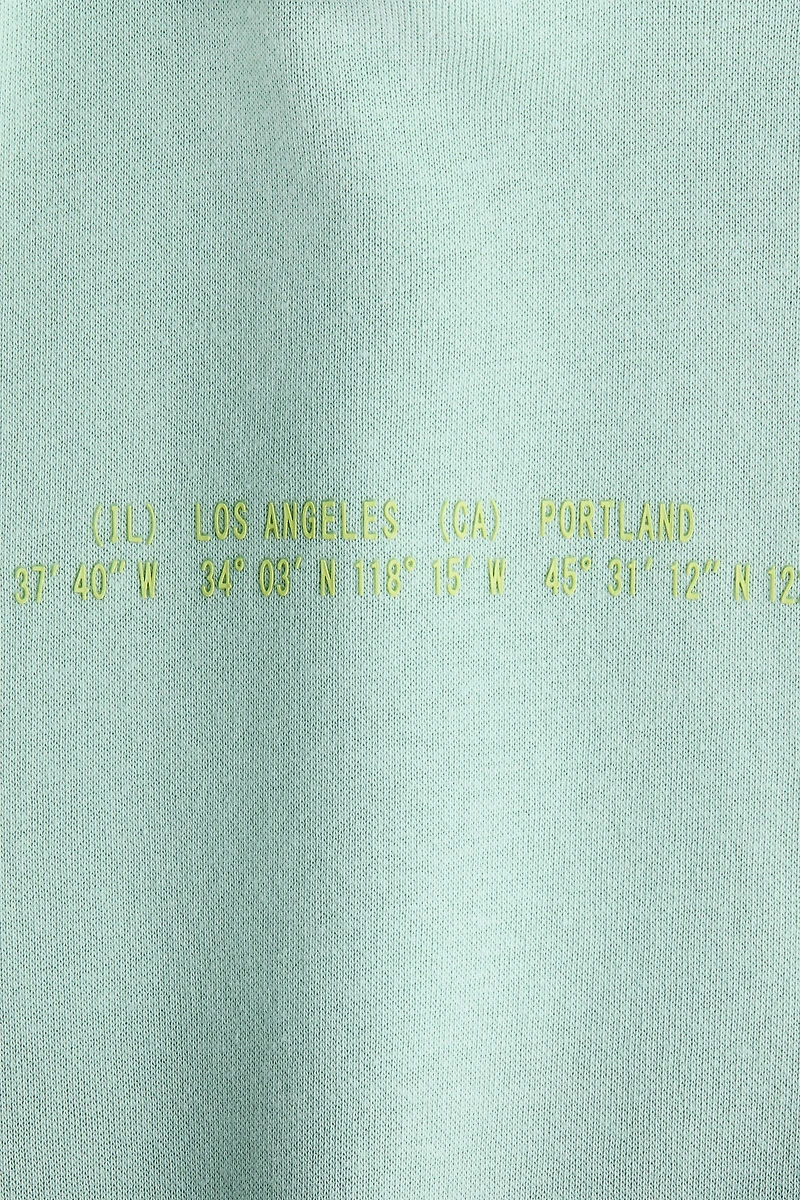 (IL) LOS ANGELES (CA) PORTLAND
37' 40" W 34° 03' N 118° 15' W 45° 31' 12" N 12